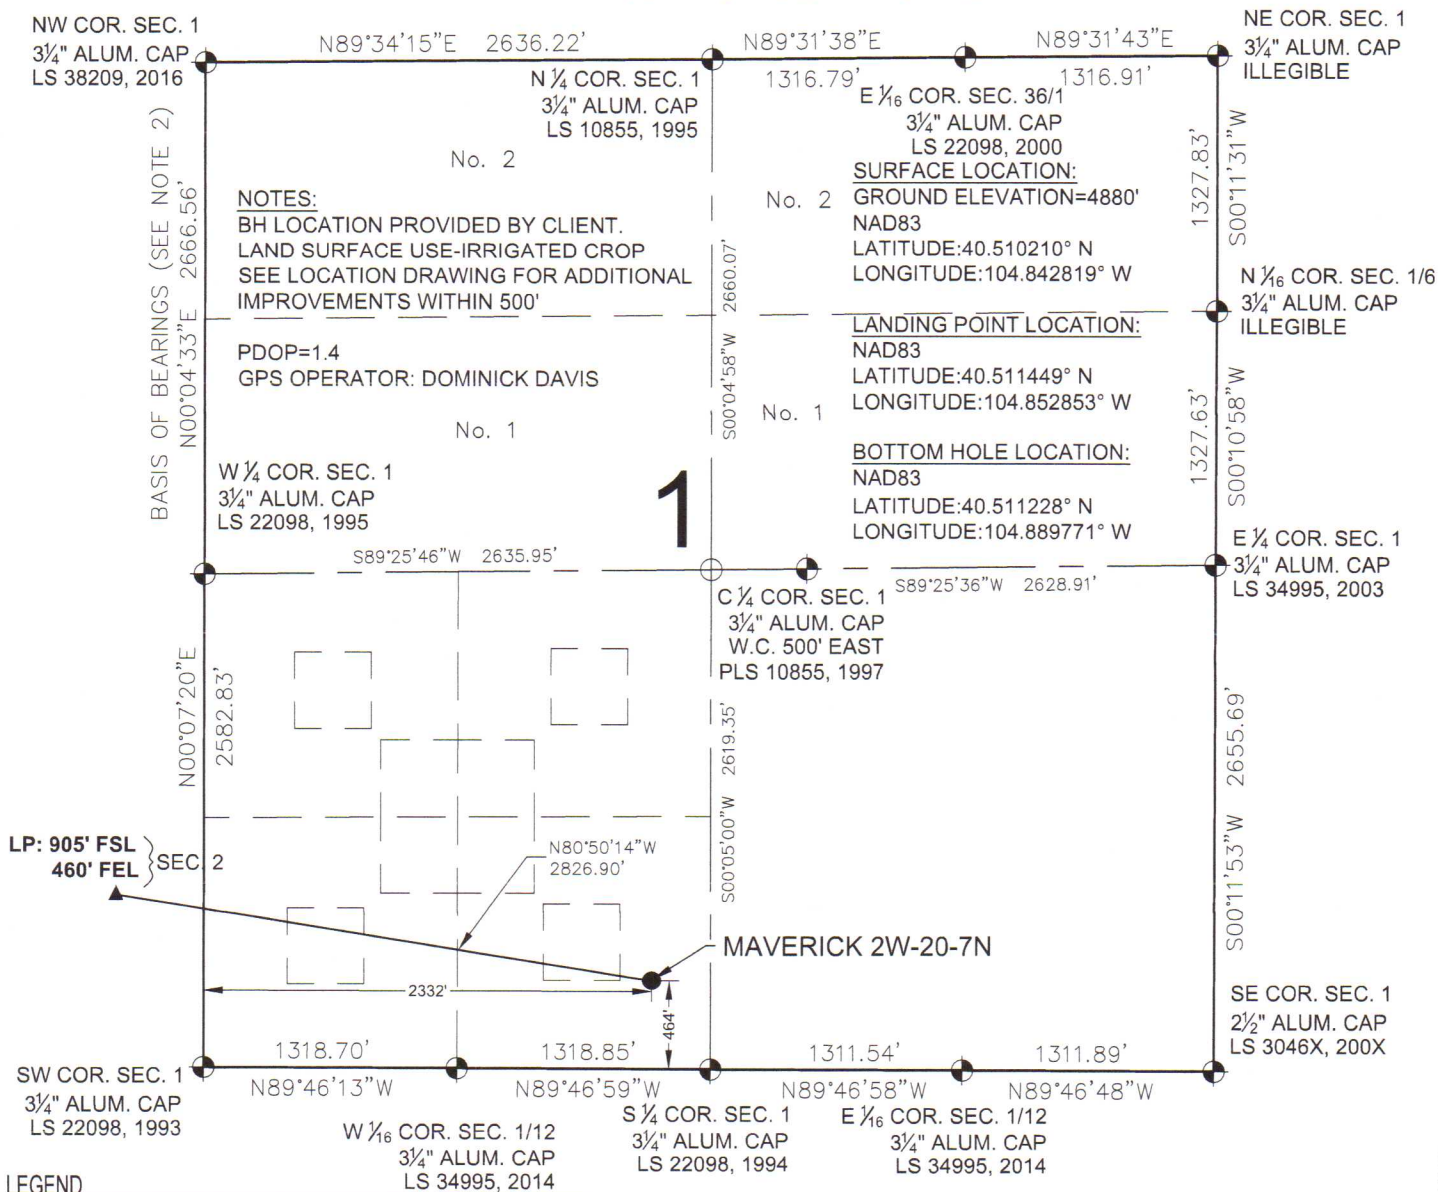 NW COR. SEC. 1
3¼" ALUM. CAP
LS 38209, 2016
N89°34'15"E 2636.22'
N89°31'38"E
1316.79'
N89°31'43"E
1316.91'
NE COR. SEC. 1
3¼" ALUM. CAP
ILLEGIBLE
N ¼ COR. SEC. 1
3¼" ALUM. CAP
LS 10855, 1995
E 1⁄16 COR. SEC. 36/1
3¼" ALUM. CAP
LS 22098, 2000
BASIS OF BEARINGS (SEE NOTE 2)
N00°04'33"E 2666.56'
No. 2
NOTES:
BH LOCATION PROVIDED BY CLIENT.
LAND SURFACE USE-IRRIGATED CROP
SEE LOCATION DRAWING FOR ADDITIONAL
IMPROVEMENTS WITHIN 500'
PDOP=1.4
GPS OPERATOR: DOMINICK DAVIS
No. 1
S00°04'58"W 2660.07'
No. 2
SURFACE LOCATION:
GROUND ELEVATION=4880'
NAD83
LATITUDE:40.510210° N
LONGITUDE:104.842819° W
LANDING POINT LOCATION:
NAD83
LATITUDE:40.511449° N
LONGITUDE:104.852853° W
No. 1
BOTTOM HOLE LOCATION:
NAD83
LATITUDE:40.511228° N
LONGITUDE:104.889771° W
1327.83'
S00°11'31"W
N 1⁄16 COR. SEC. 1/6
3¼" ALUM. CAP
ILLEGIBLE
1327.63'
S00°10'58"W
W ¼ COR. SEC. 1
3¼" ALUM. CAP
LS 22098, 1995
1
S89°25'46"W 2635.95'
S89°25'36"W 2628.91'
E ¼ COR. SEC. 1
3¼" ALUM. CAP
LS 34995, 2003
C ¼ COR. SEC. 1
3¼" ALUM. CAP
W.C. 500' EAST
PLS 10855, 1997
N00°07'20"E
2582.83'
S00°05'00"W 2619.35'
S00°11'53"W 2655.69'
LP: 905' FSL
460' FEL
SEC. 2
N80°50'14"W
2826.90'
MAVERICK 2W-20-7N
2332'
464'
SE COR. SEC. 1
2½" ALUM. CAP
LS 3046X, 200X
1318.70'
N89°46'13"W
1318.85'
N89°46'59"W
1311.54'
N89°46'58"W
1311.89'
N89°46'48"W
SW COR. SEC. 1
3¼" ALUM. CAP
LS 22098, 1993
W 1⁄16 COR. SEC. 1/12
3¼" ALUM. CAP
LS 34995, 2014
S ¼ COR. SEC. 1
3¼" ALUM. CAP
LS 22098, 1994
E 1⁄16 COR. SEC. 1/12
3¼" ALUM. CAP
LS 34995, 2014
LEGEND